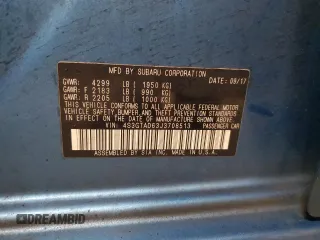 MFD BY SUBARU CORPORATION
GVWR: 4299 LB ( 1950 KG) DATE: 09/17
GAWR: F 2183 LB ( 990 KG)
GAWR: R 2205 LB ( 1000 KG)
THIS VEHICLE CONFORMS TO ALL APPLICABLE
FEDERAL MOTOR VEHICLE
SAFETY, BUMPER, AND THEFT PREVENTION
STANDARDS IN EFFECT ON THE DATE OF
MANUFACTURE SHOWN ABOVE.
VIN: 4S3GTAD63J3708513 PASSENGER CAR
ASSEMBLED BY SIA INC. IN U.S.A.
© DREAMBID